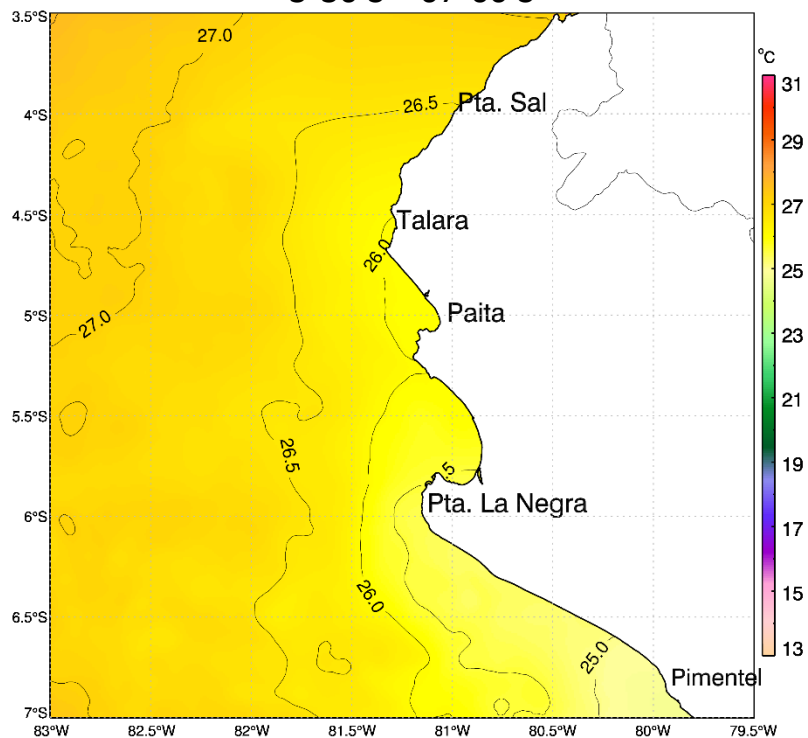 3.5°S
27.0
°C
31
4°S
26.5
Pta. Sal
29
27
4.5°S
Talara
26.0
25
5°S
27.0
Paita
23
5.5°S
21
26.5
.5
19
6°S
Pta. La Negra
17
26.0
15
6.5°S
25.0
13
Pimentel
7°S
83°W
82.5°W
82°W
81.5°W
81°W
80.5°W
80°W
79.5°W